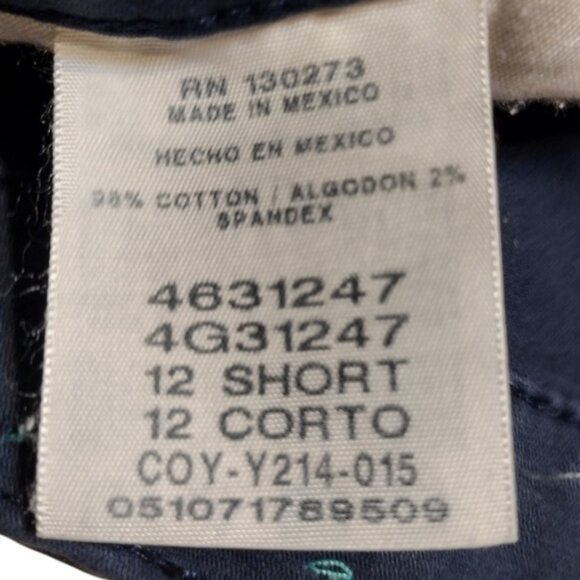 RN 130273
MADE IN MEXICO
HECHO EN MEXICO
98% COTTON / ALGODON 2%
SPANDEX
4631247
4G31247
12 SHORT
12 CORTO
COY-Y214-015
051071789509